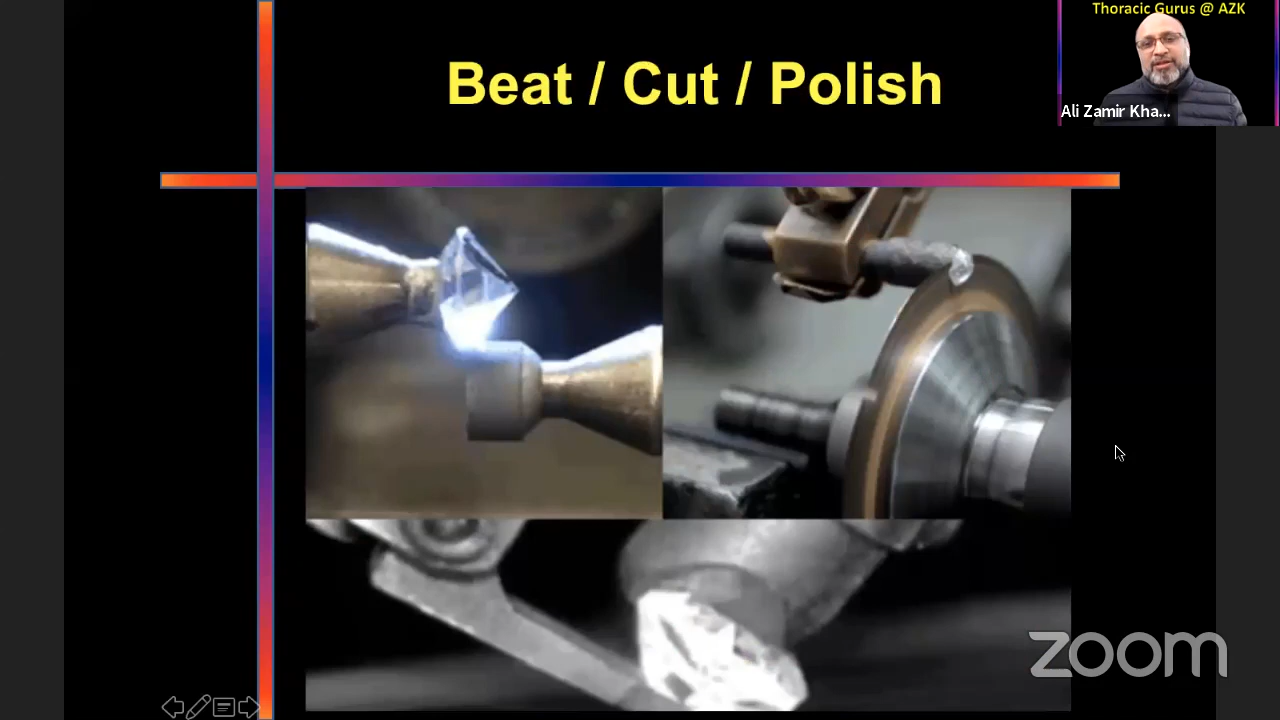 Thoracic Gurus @ AZK
Beat / Cut / Polish
Ali Zamir Kha...
zoom